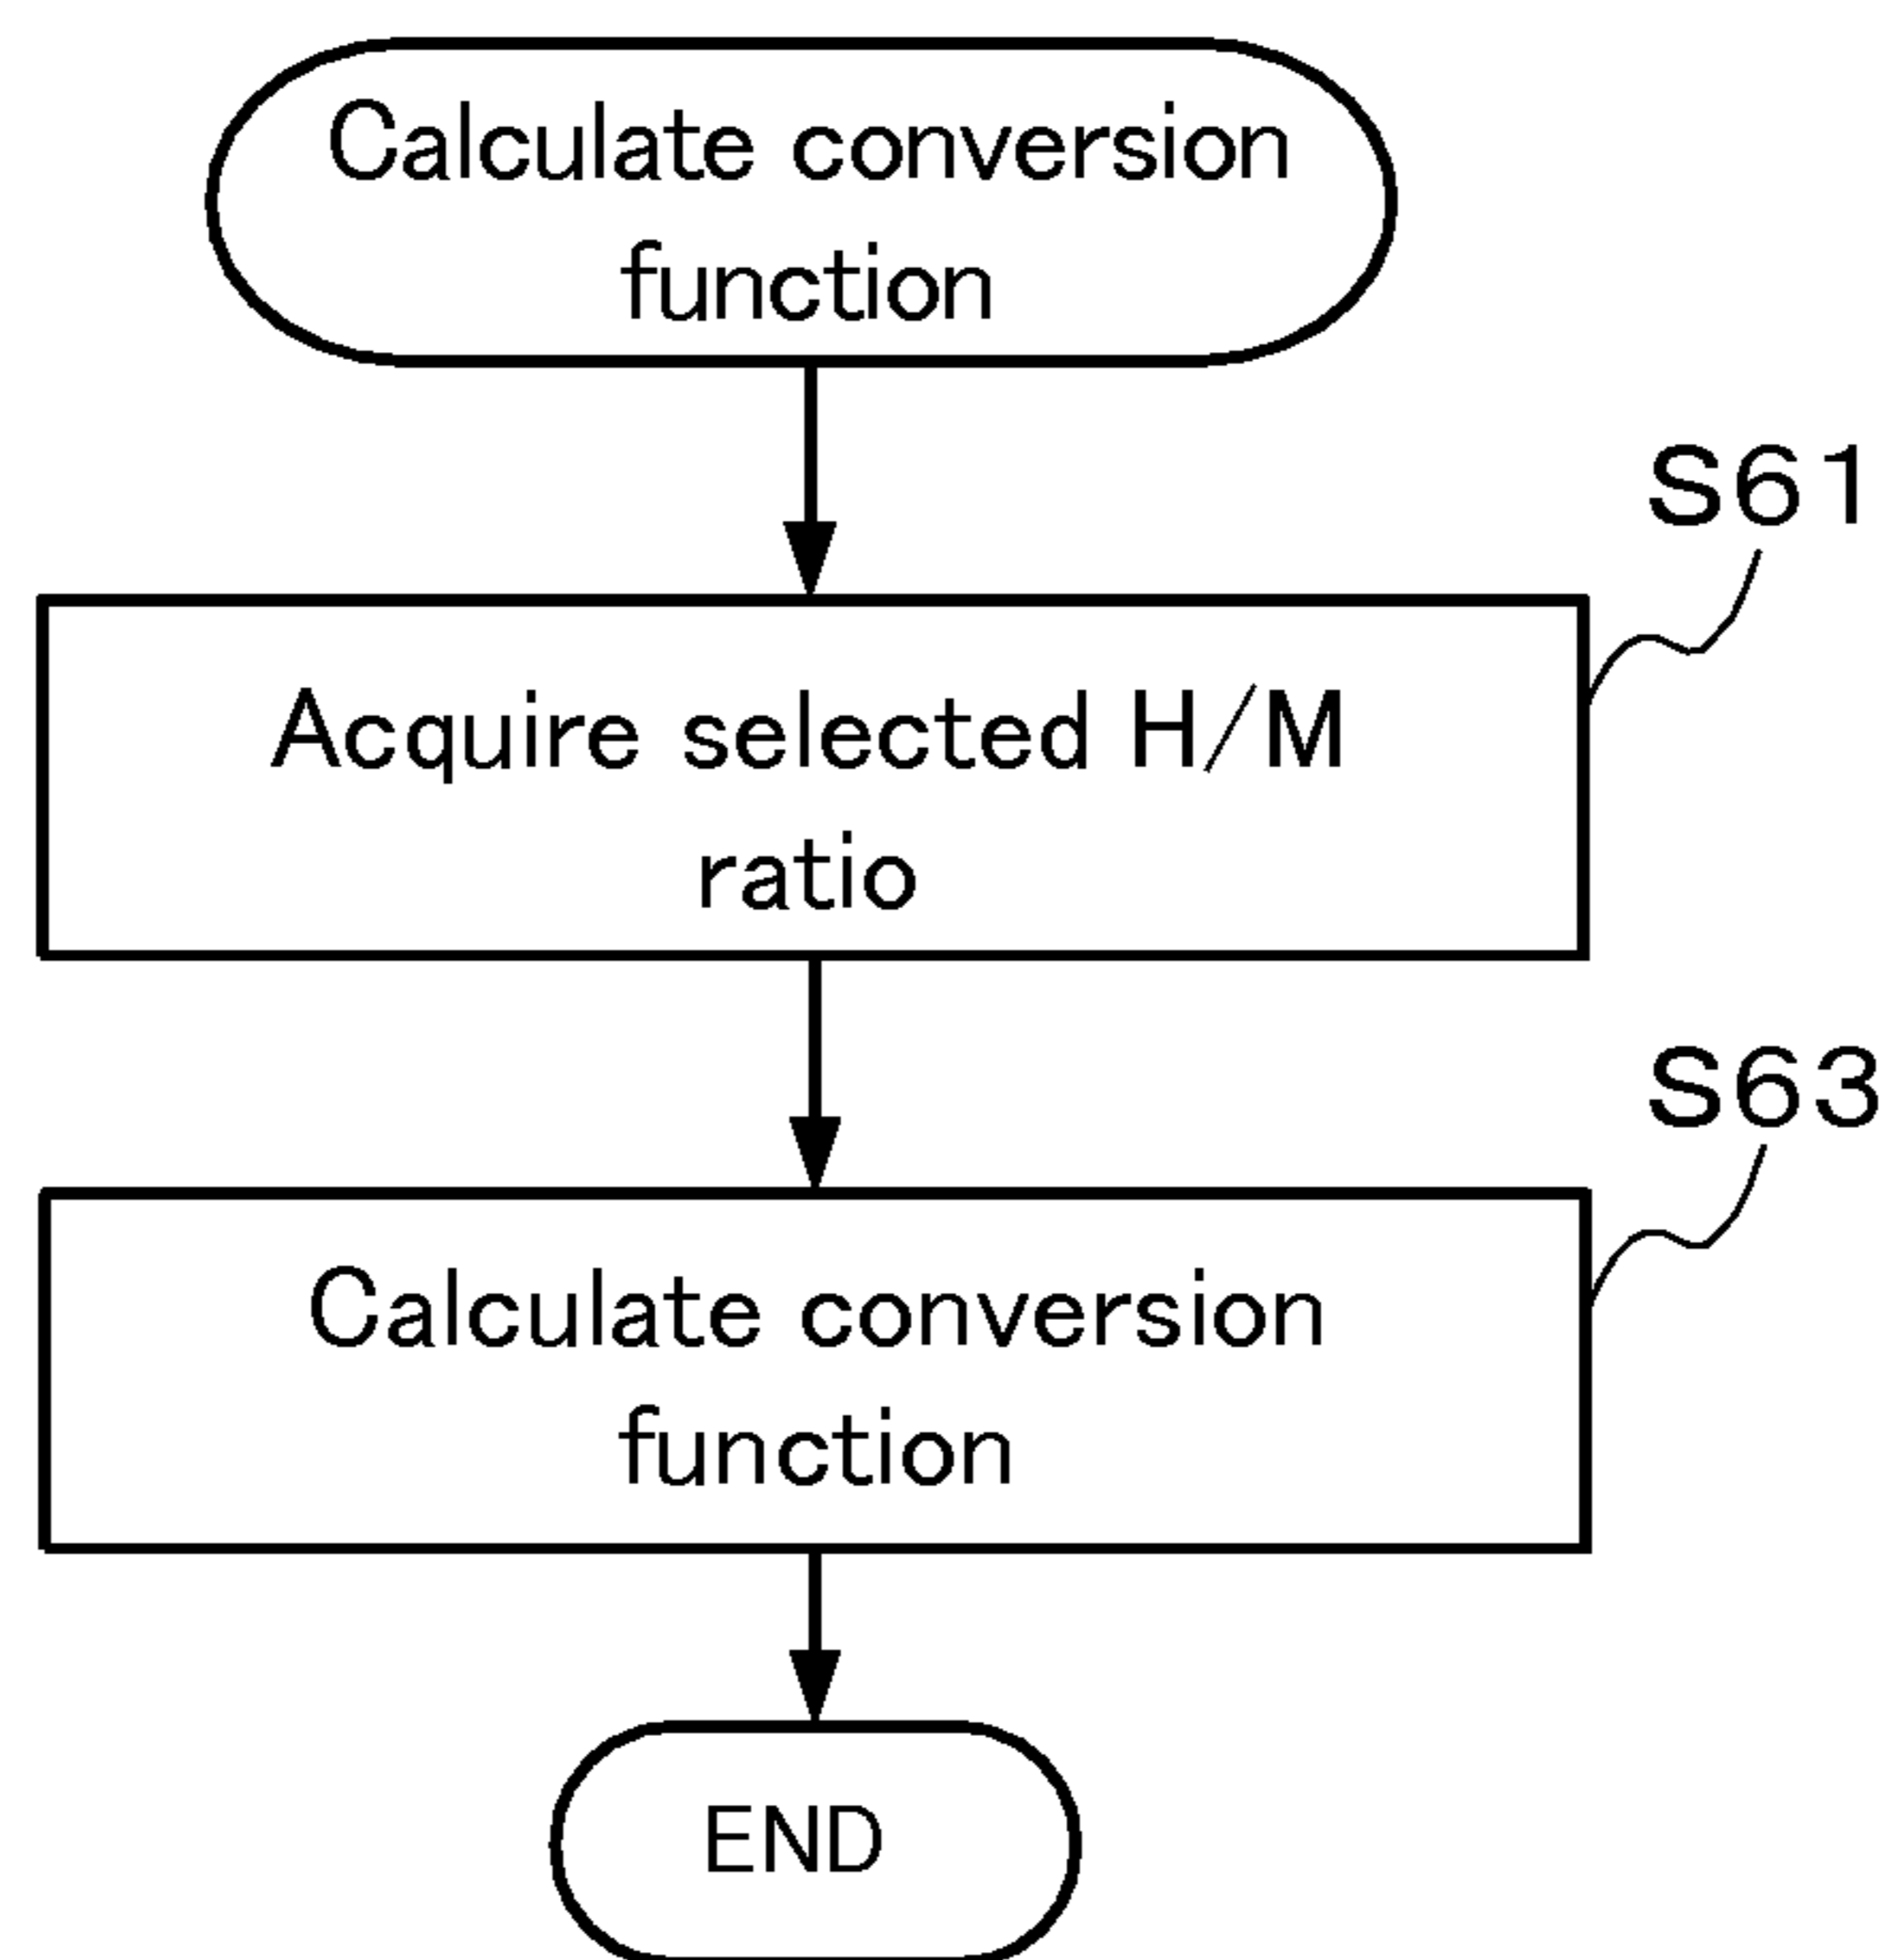 Calculate conversion
function
S61
Acquire selected H/M
ratio
S63
Calculate conversion
function
END